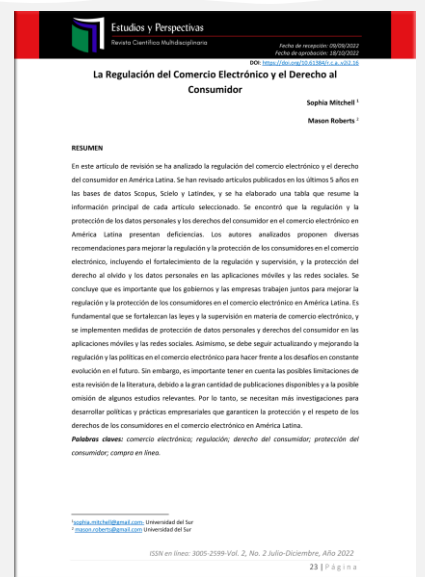 Estudios y Perspectivas
Revista Científica Multidisciplinaria
Fecha de recepción: 09/09/2022
Fecha de aprobación: 18/10/2022
DOI: https://doi.org/10.61384/r.c.a..v2i2.16
La Regulación del Comercio Electrónico y el Derecho al
Consumidor
Sophia Mitchell ¹
Mason Roberts ²
RESUMEN
En este artículo de revisión se ha analizado la regulación del comercio electrónico y el derecho
del consumidor en América Latina. Se han revisado artículos publicados en los últimos 5 años en
las bases de datos Scopus, Scielo y Latindex, y se ha elaborado una tabla que resume la
información principal de cada artículo seleccionado. Se encontró que la regulación y la
protección de los datos personales y los derechos del consumidor en el comercio electrónico en
América Latina presentan deficiencias. Los autores analizados proponen diversas
recomendaciones para mejorar la regulación y la protección de los consumidores en el comercio
electrónico, incluyendo el fortalecimiento de la regulación y supervisión, y la protección del
derecho al olvido y los datos personales en las aplicaciones móviles y las redes sociales. Se
concluye que es importante que los gobiernos y las empresas trabajen juntos para mejorar la
regulación y la protección de los consumidores en el comercio electrónico en América Latina. Es
fundamental que se fortalezcan las leyes y la supervisión en materia de comercio electrónico, y
se implementen medidas de protección de datos personales y derechos del consumidor en las
aplicaciones móviles y las redes sociales. Asimismo, se debe seguir actualizando y mejorando la
regulación y las políticas en el comercio electrónico para hacer frente a los desafíos en constante
evolución en el futuro. Sin embargo, es importante tener en cuenta las posibles limitaciones de
esta revisión de la literatura, debido a la gran cantidad de publicaciones disponibles y a la posible
omisión de algunos estudios relevantes. Por lo tanto, se necesitan más investigaciones para
desarrollar políticas y prácticas empresariales que garanticen la protección y el respeto de los
derechos de los consumidores en el comercio electrónico en América Latina.
Palabras claves: comercio electrónico; regulación; derecho del consumidor; protección del
consumidor; compra en línea.
¹sophia.mitchell@gmail.com; Universidad del Sur
² mason.roberts@gmail.com Universidad del Sur
ISSN en línea: 3005-2599-Vol. 2, No. 2 Julio-Diciembre, Año 2022
23 | Página